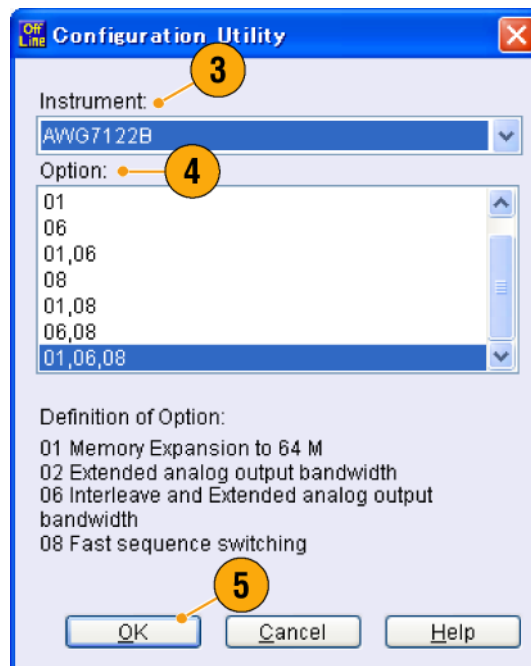 Off Line Configuration Utility
3
Instrument:
AWG7122B
4
Option:
01
06
01,06
08
01,08
06,08
01,06,08
Definition of Option:
01 Memory Expansion to 64 M
02 Extended analog output bandwidth
06 Interleave and Extended analog output
bandwidth
08 Fast sequence switching
5
OK Cancel Help